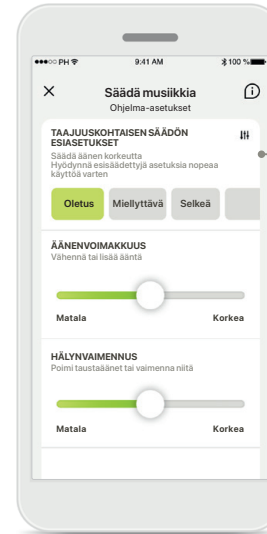 PH 9:41 AM 100 %
Säädä musiikkia
Ohjelma-asetukset
TAAJUUSKOHTAISEN SÄÄDÖN
ESIASETUKSET
Säädä äänen korkeutta
Hyödynnä esisäädettyjä asetuksia nopeaa
käyttöä varten
Oletus Miellyttävä Selkeä
ÄÄNENVOIMAKKUUS
Vähennä tai lisää ääntä
Matala Korkea
HÄLYNVAIMENNUS
Poimi taustaäänet tai vaimenna niitä
Matala Korkea